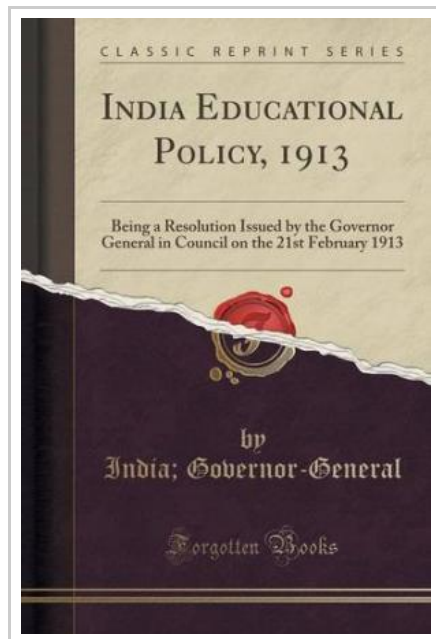 CLASSIC REPRINT SERIES
INDIA EDUCATIONAL
POLICY, 1913
Being a Resolution Issued by the Governor
General in Council on the 21st February 1913
by
India; Governor-General
Forgotten Books